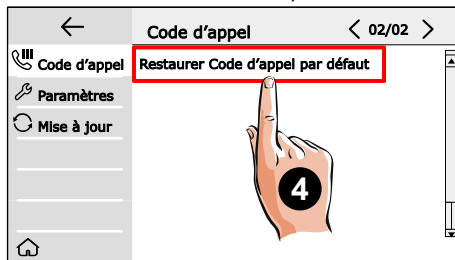 Code d'appel
02/02
Code d'appel
Restaurer Code d'appel par défaut
Paramètres
Mise à jour
4